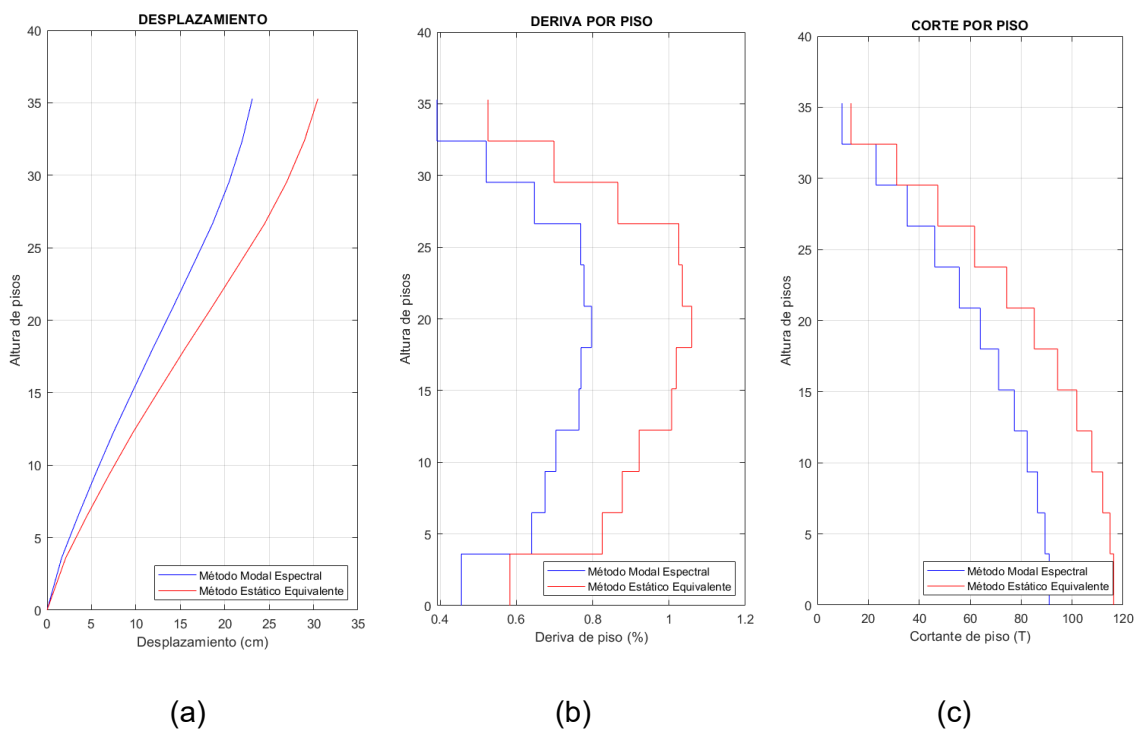 DESPLAZAMIENTO
40
35
30
25
20
15
10
5
0
Altura de pisos
0 5 10 15 20 25 30 35
Desplazamiento (cm)
Método Modal Espectral
Método Estático Equivalente
(a)
DERIVA POR PISO
40
35
30
25
20
15
10
5
0
Altura de pisos
0.4 0.6 0.8 1 1.2
Deriva de piso (%)
Método Modal Espectral
Método Estático Equivalente
(b)
CORTE POR PISO
40
35
30
25
20
15
10
5
0
Altura de pisos
0 20 40 60 80 100 120
Cortante de piso (T)
Método Modal Espectral
Método Estático Equivalente
(c)